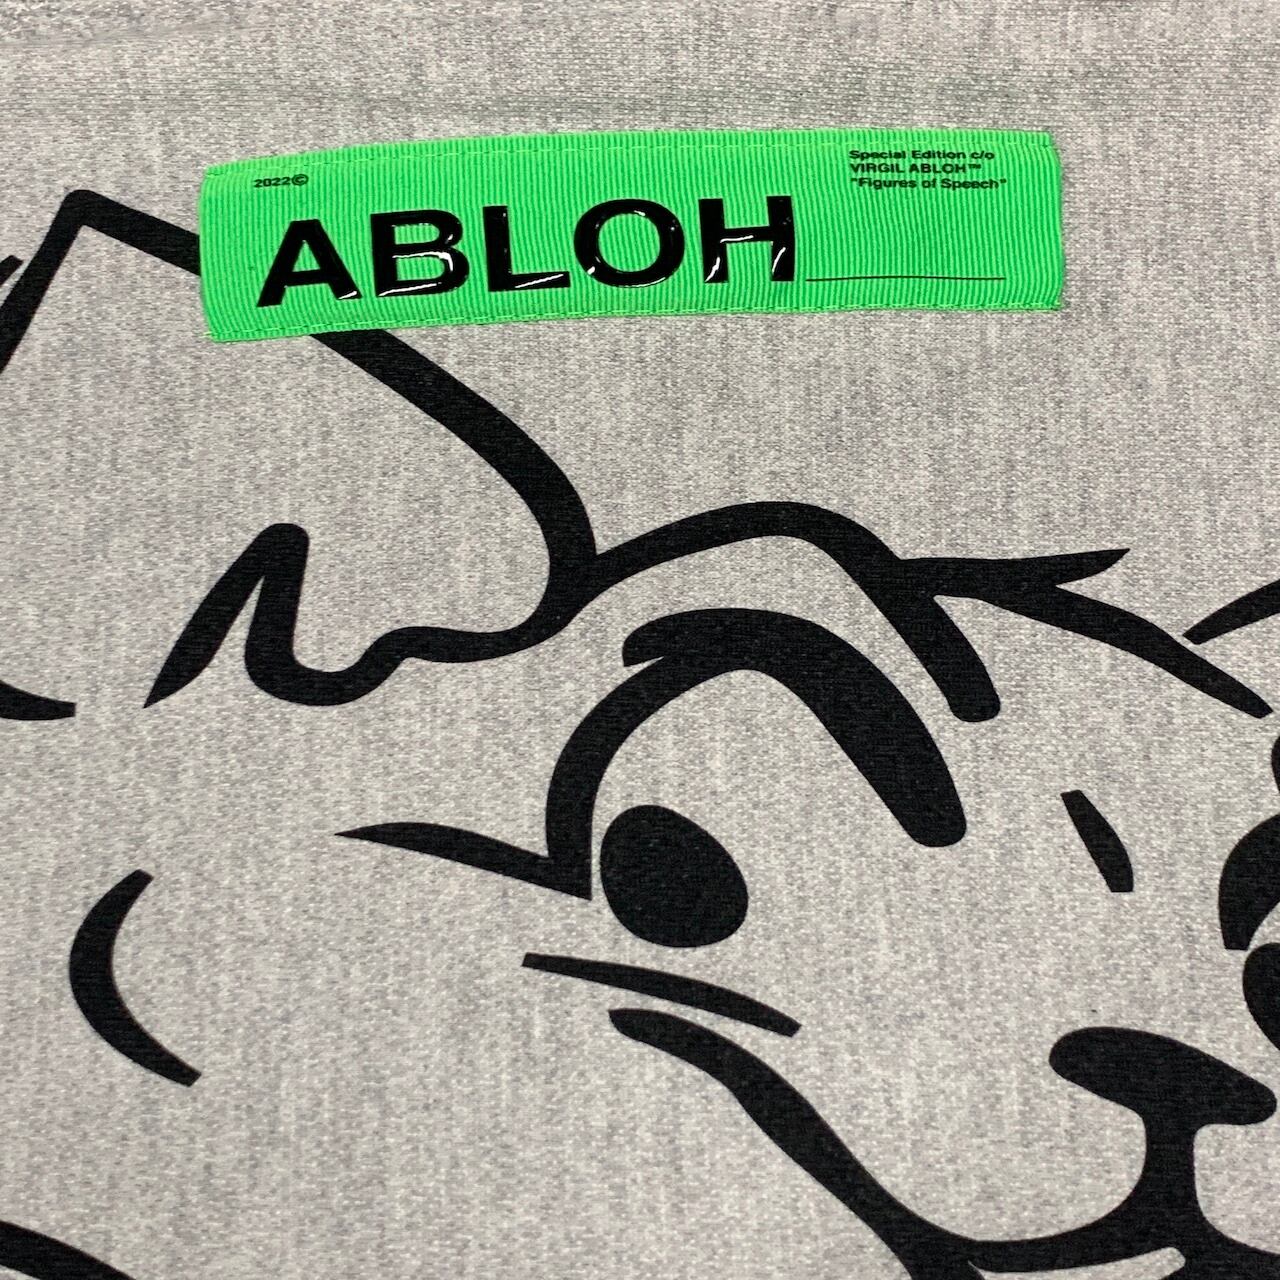 2022©
Special Edition c/o
VIRGIL ABLOH™
"Figures of Speech"
ABLOH